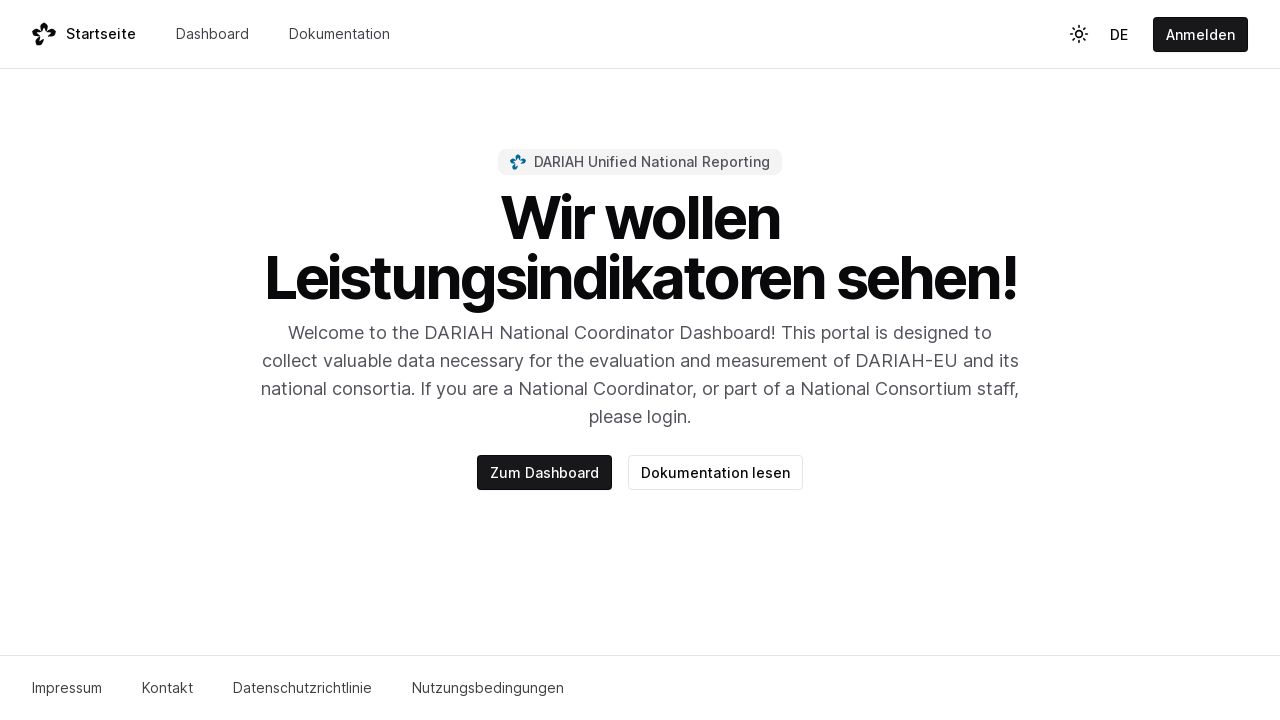 Startseite
Dashboard
Dokumentation
DE
Anmelden
DARIAH Unified National Reporting
Wir wollen
Leistungsindikatoren sehen!
Welcome to the DARIAH National Coordinator Dashboard! This portal is designed to
collect valuable data necessary for the evaluation and measurement of DARIAH-EU and its
national consortia. If you are a National Coordinator, or part of a National Consortium staff,
please login.
Zum Dashboard
Dokumentation lesen
Impressum
Kontakt
Datenschutzrichtlinie
Nutzungsbedingungen